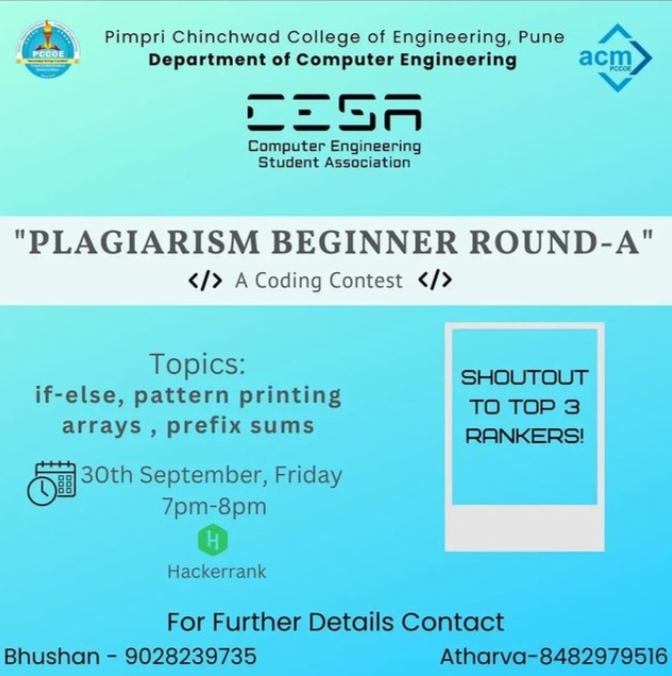 PCCOE
Pimpri Chinchwad College of Engineering, Pune
Department of Computer Engineering
acm
PCCOE
CESA
Computer Engineering
Student Association
"PLAGIARISM BEGINNER ROUND-A"
</> A Coding Contest </>
Topics:
if-else, pattern printing
arrays , prefix sums
SHOUTOUT
TO TOP 3
RANKERS!
30th September, Friday
7pm-8pm
H
Hackerrank
For Further Details Contact
Bhushan - 9028239735
Atharva-8482979516